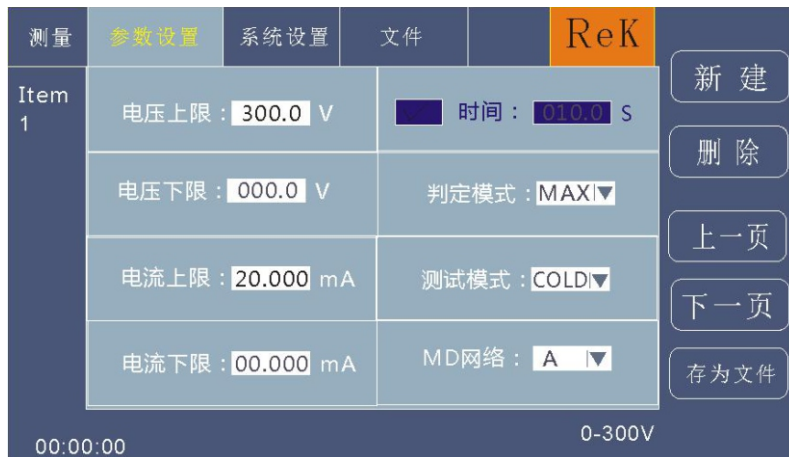 测量 参数设置 系统设置 文件 ReK
Item
1
电压上限：300.0 V
时间： 010.0 S
电压下限：000.0 V
判定模式：MAX
电流上限：20.000 mA
测试模式：COLD
电流下限：00.000 mA
MD网络： A
新 建
删 除
上一页
下一页
存为文件
00:00:00
0-300V